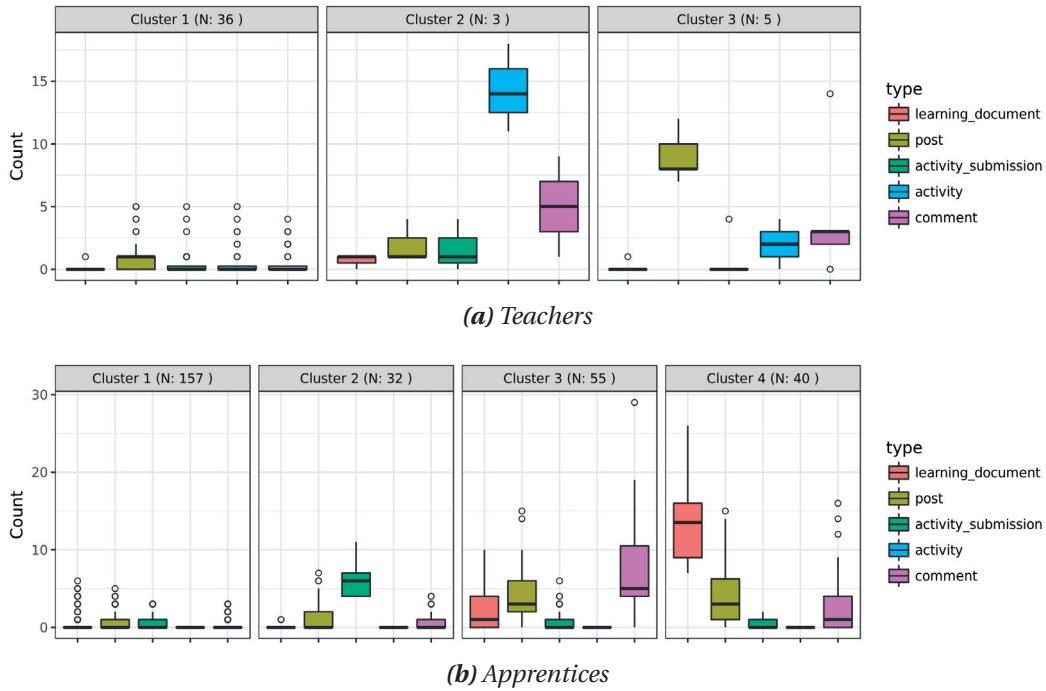 Cluster 1 (N: 36 )
Cluster 2 (N: 3 )
Cluster 3 (N: 5 )
15
10
5
0
Count
type
learning_document
post
activity_submission
activity
comment
(a) Teachers
Cluster 1 (N: 157 )
Cluster 2 (N: 32 )
Cluster 3 (N: 55 )
Cluster 4 (N: 40 )
30
20
10
0
Count
type
learning_document
post
activity_submission
activity
comment
(b) Apprentices